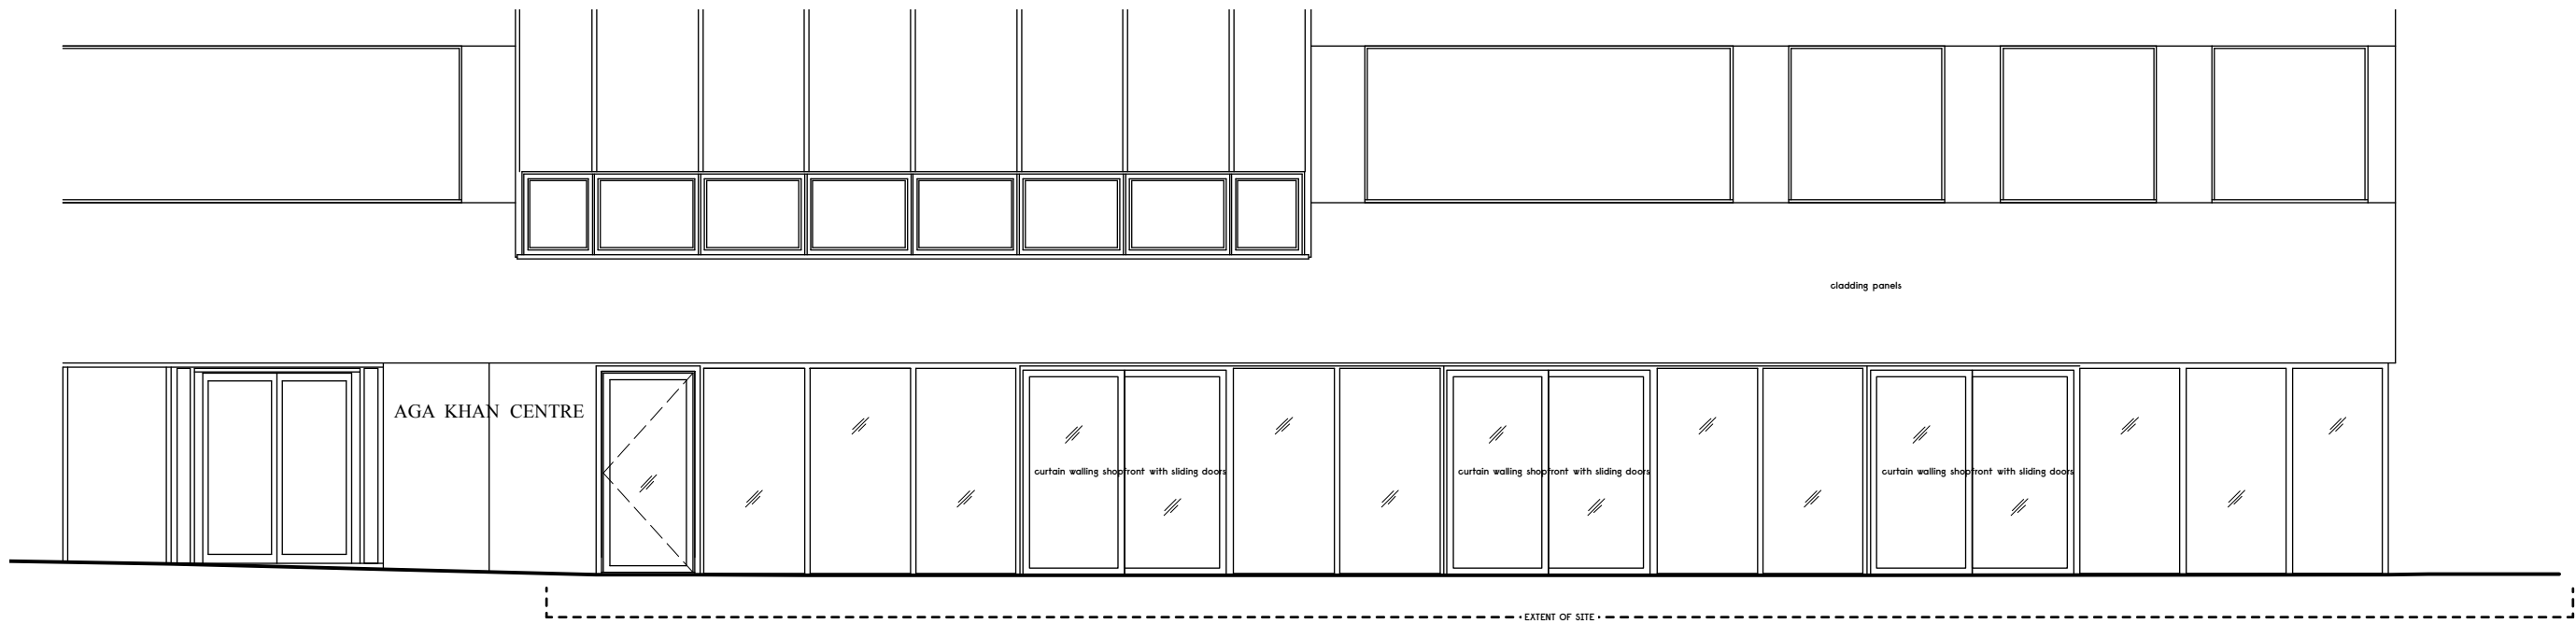 cladding panels
AGA KHAN CENTRE
curtain walling shopfront with sliding doors
curtain walling shopfront with sliding doors
curtain walling shopfront with sliding doors
EXTENT OF SITE